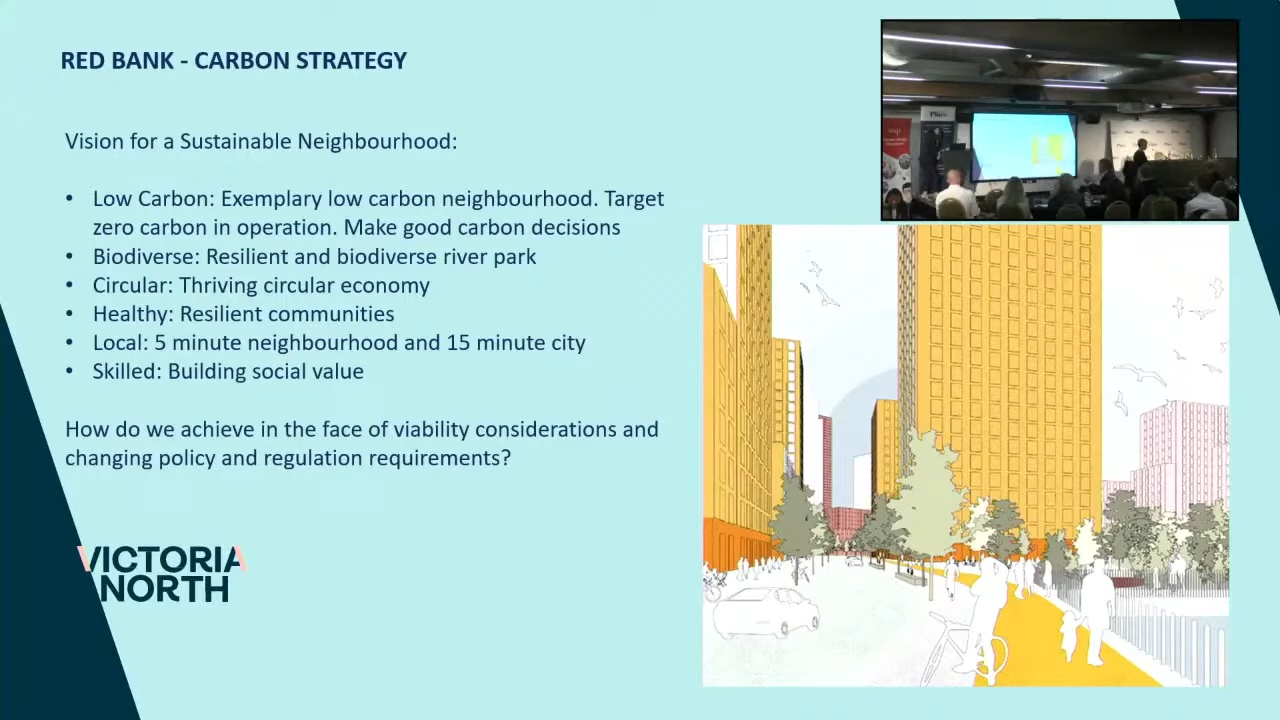 RED BANK - CARBON STRATEGY
Vision for a Sustainable Neighbourhood:
• Low Carbon: Exemplary low carbon neighbourhood. Target
zero carbon in operation. Make good carbon decisions
• Biodiverse: Resilient and biodiverse river park
• Circular: Thriving circular economy
• Healthy: Resilient communities
• Local: 5 minute neighbourhood and 15 minute city
• Skilled: Building social value
How do we achieve in the face of viability considerations and
changing policy and regulation requirements?
VICTORIA
NORTH